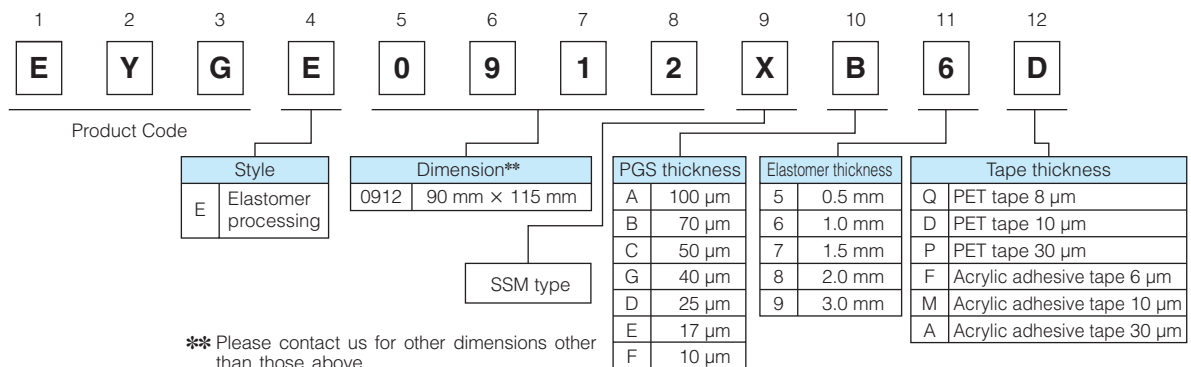 1 2 3 4 5 6 7 8 9 10 11 12
E Y G E 0 9 1 2 X B 6 D
Product Code
Style
E Elastomer processing
Dimension**
0912 90 mm × 115 mm
SSM type
PGS thickness
A 100 μm
B 70 μm
C 50 μm
G 40 μm
D 25 μm
E 17 μm
F 10 μm
Elastomer thickness
5 0.5 mm
6 1.0 mm
7 1.5 mm
8 2.0 mm
9 3.0 mm
Tape thickness
Q PET tape 8 μm
D PET tape 10 μm
P PET tape 30 μm
F Acrylic adhesive tape 6 μm
M Acrylic adhesive tape 10 μm
A Acrylic adhesive tape 30 μm
** Please contact us for other dimensions other
than those above